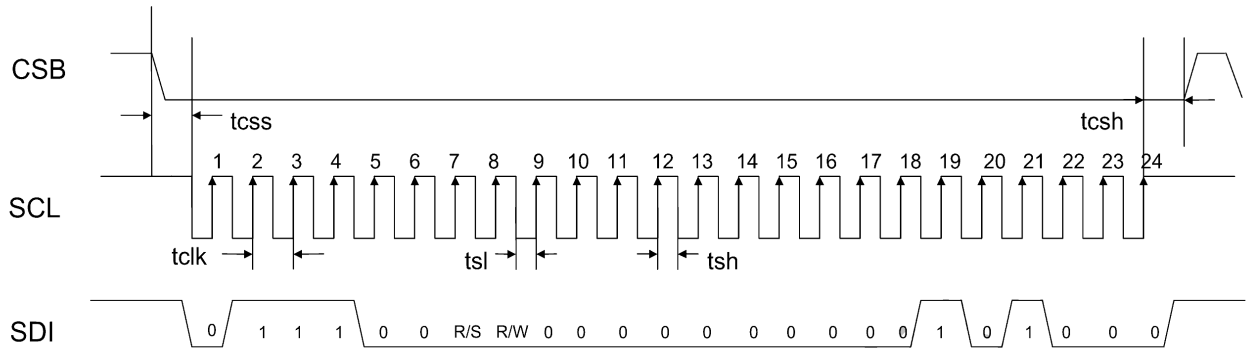 CSB
tcss
tcsh
1 2 3 4 5 6 7 8 9 10 11 12 13 14 15 16 17 18 19 20 21 22 23 24
SCL
tclk
tsl
tsh
SDI
0 1 1 1 0 0 R/S R/W 0 0 0 0 0 0 0 0 0 0 1 0 1 0 0 0